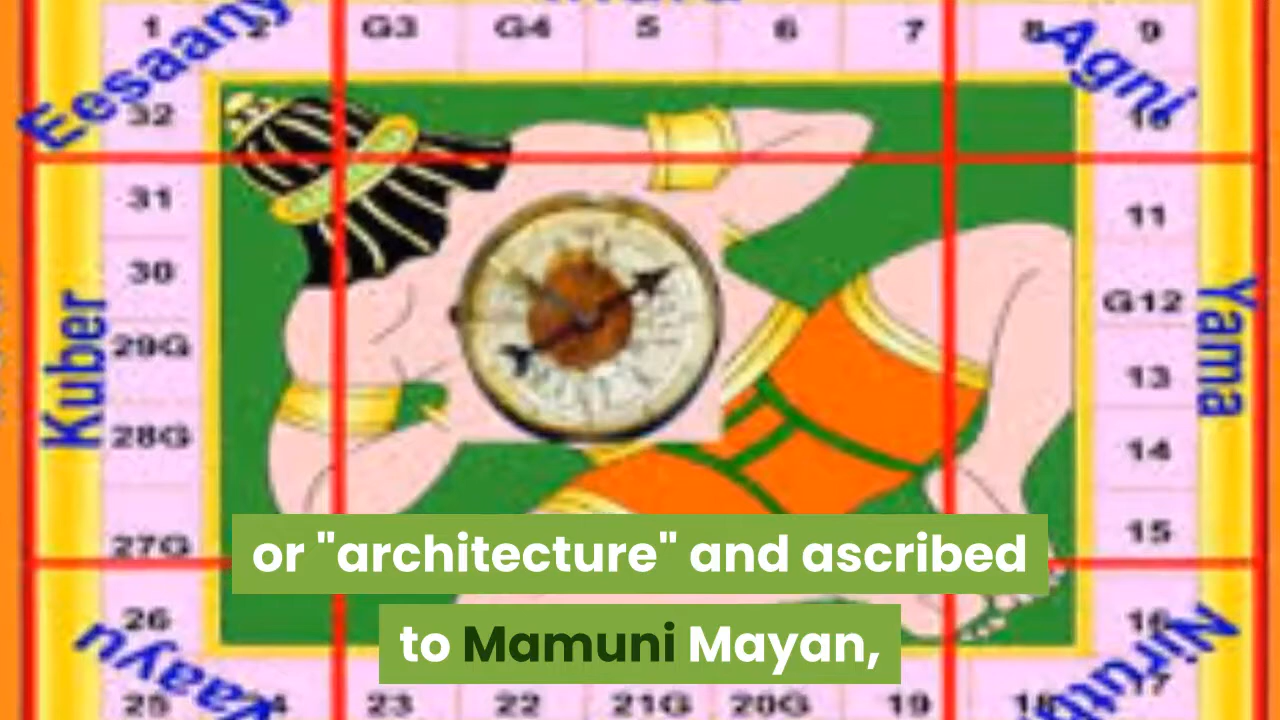 1 2 G3 G4 5 6 7 8 9
Eesaany
Agni
32
31
30
29G
28G
27G
26
10
11
G12
13
14
15
16
17
Kuber
Yama
or "architecture" and ascribed
to Mamuni Mayan,
Vaayu
25 24 23 22 21G 20G 19 18